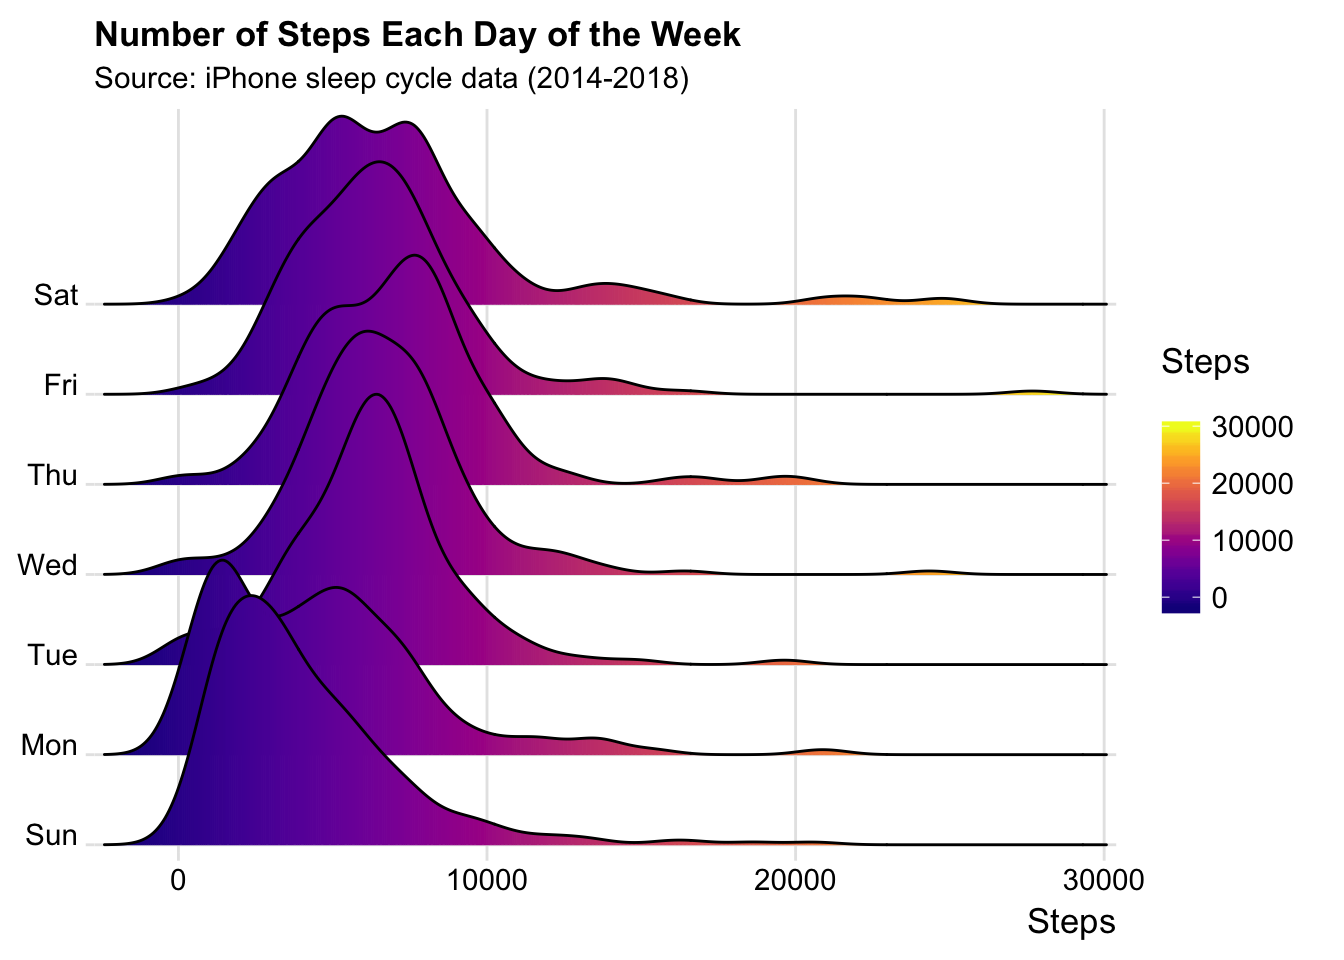 Number of Steps Each Day of the Week
Source: iPhone sleep cycle data (2014-2018)
Sat
Fri
Thu
Wed
Tue
Mon
Sun
0 10000 20000 30000
Steps
Steps
30000
20000
10000
0